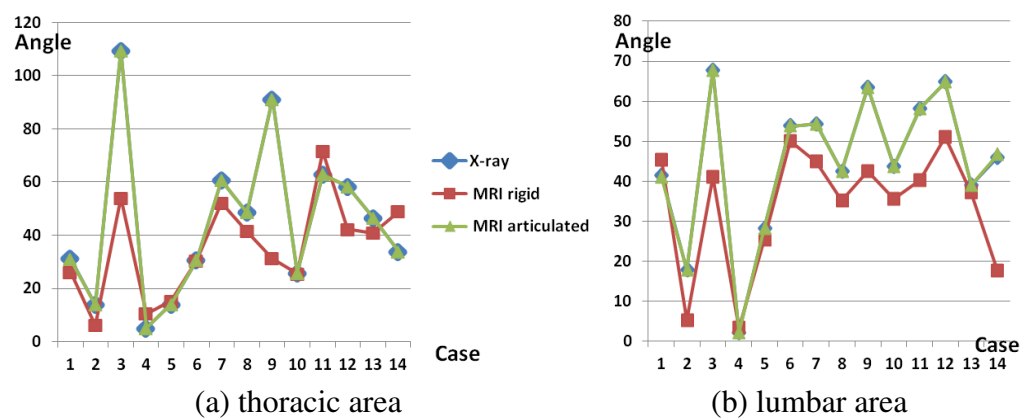 120
Angle
100
80
60
40
20
0
1 2 3 4 5 6 7 8 9 10 11 12 13 14
Case
X-ray
MRI rigid
MRI articulated
(a) thoracic area
80
Angle
70
60
50
40
30
20
10
0
1 2 3 4 5 6 7 8 9 10 11 12 13 14
Case
(b) lumbar area